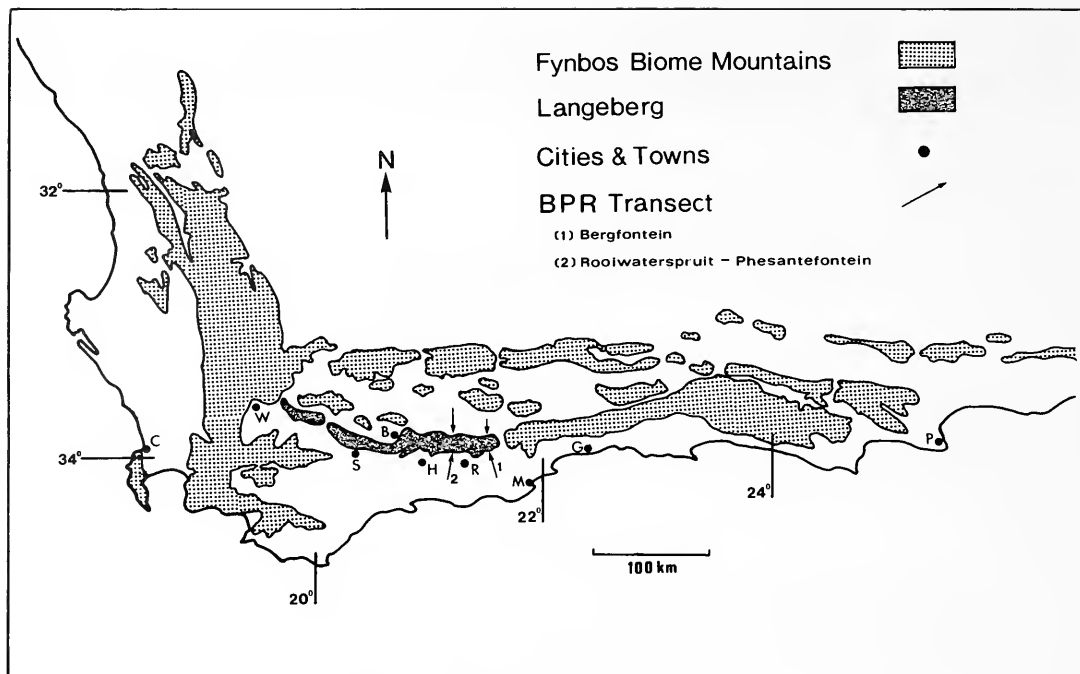 Fynbos Biome Mountains
Langeberg
Cities & Towns
BPR Transect
(1) Bergfontein
(2) Rooiwaterspruit – Phesantefontein
N
32°
W
B
C
34°
S
H
R
2
1
M
G
P
22°
24°
20°
100 km